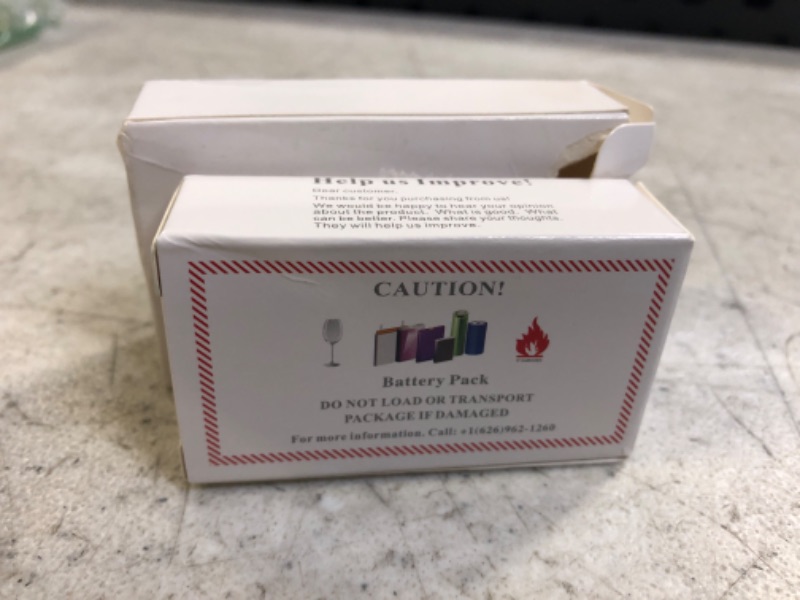 Help us Improve!
Dear customer.
Thanks for you purchasing from us!
We would be happy to hear your opinion
about the product. What is good. What
can be better. Please share your thoughts.
They will help us improve.
CAUTION!
Battery Pack
DO NOT LOAD OR TRANSPORT
PACKAGE IF DAMAGED
For more information. Call: +1(626)962-1260